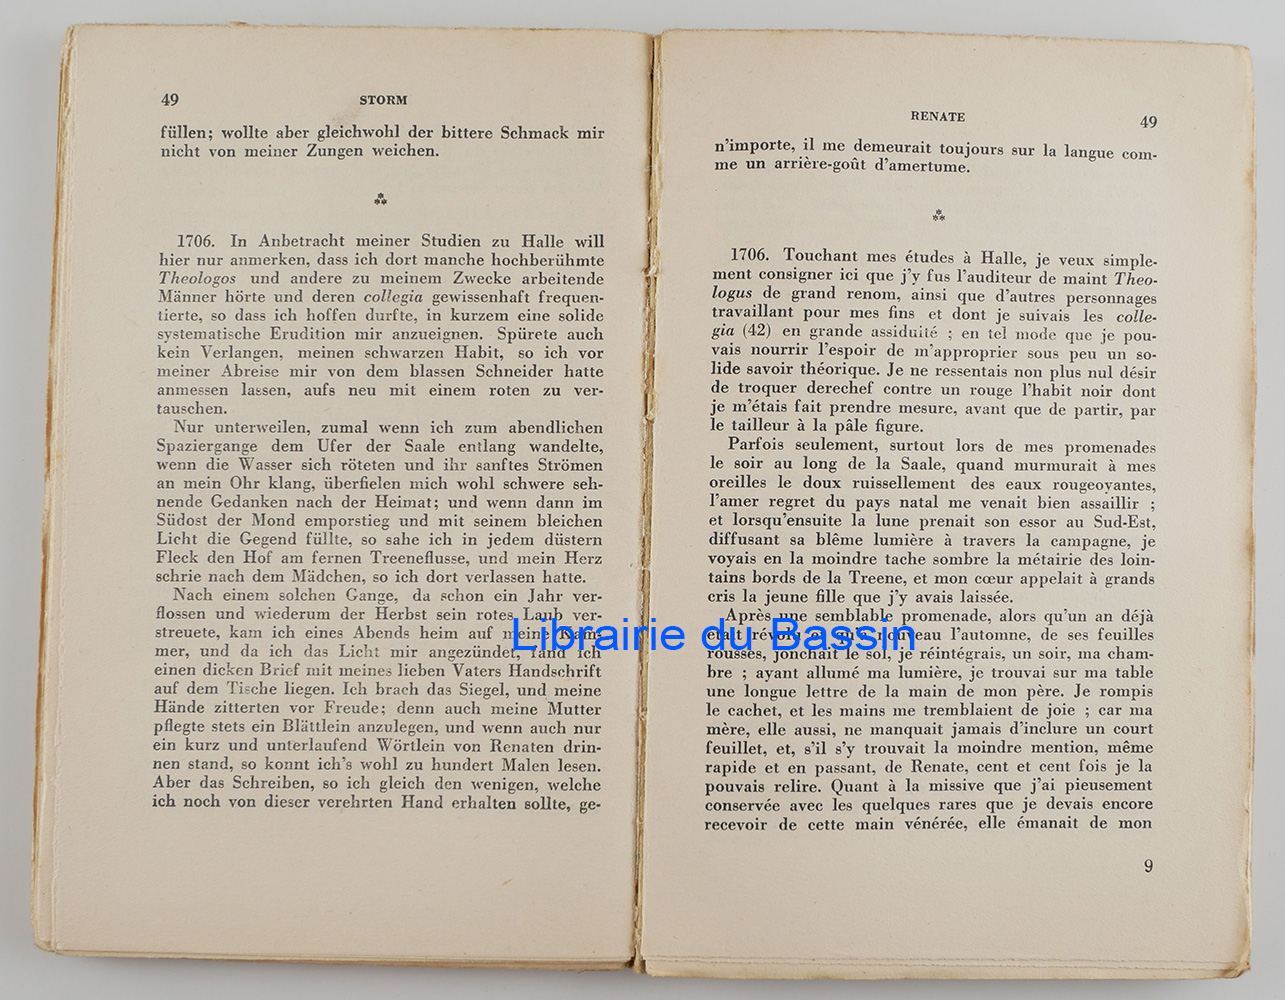 49 STORM
füllen; wollte aber gleichwohl der bittere Schmack mir
nicht von meiner Zungen weichen.
⁂
1706. In Anbetracht meiner Studien zu Halle will
hier nur anmerken, dass ich dort manche hochberühmte
Theologos und andere zu meinem Zwecke arbeitende
Männer hörte und deren collegia gewissenhaft frequen-
tierte, so dass ich hoffen durfte, in kurzem eine solide
systematische Erudition mir anzueignen. Spürete auch
kein Verlangen, meinen schwarzen Habit, so ich vor
meiner Abreise mir von dem blassen Schneider hatte
anmessen lassen, aufs neu mit einem roten zu ver-
tauschen.
Nur unterweilen, zumal wenn ich zum abendlichen
Spaziergange dem Ufer der Saale entlang wandelte,
wenn die Wasser sich röteten und ihr sanftes Strömen
an mein Ohr klang, überfielen mich wohl schwere seh-
nende Gedanken nach der Heimat; und wenn dann im
Südost der Mond emporstieg und mit seinem bleichen
Licht die Gegend füllte, so sahe ich in jedem düstern
Fleck den Hof am fernen Treeneflusse, und mein Herz
schrie nach dem Mädchen, so ich dort verlassen hatte.
Nach einem solchen Gange, da schon ein Jahr ver-
flossen und wiederum der Herbst sein rotes Laub ver-
streuete, kam ich eines Abends heim auf meine Kam-
mer, und da ich das Licht mir angezündet, fand ich
einen dicken Brief mit meines lieben Vaters Handschrift
auf dem Tische liegen. Ich brach das Siegel, und meine
Hände zitterten vor Freude; denn auch meine Mutter
pflegte stets ein Blättlein anzulegen, und wenn auch nur
ein kurz und unterlaufend Wörtlein von Renaten drin-
nen stand, so konnt ich's wohl zu hundert Malen lesen.
Aber das Schreiben, so ich gleich den wenigen, welche
ich noch von dieser verehrten Hand erhalten sollte, ge-
RENATE 49
n'importe, il me demeurait toujours sur la langue com-
me un arrière-goût d'amertume.
⁂
1706. Touchant mes études à Halle, je veux simple-
ment consigner ici que j'y fus l'auditeur de maint Theo-
logus de grand renom, ainsi que d'autres personnages
travaillant pour mes fins et dont je suivais les colle-
gia (42) en grande assiduité ; en tel mode que je pou-
vais nourrir l'espoir de m'approprier sous peu un so-
lide savoir théorique. Je ne ressentais non plus nul désir
de troquer derechef contre un rouge l'habit noir dont
je m'étais fait prendre mesure, avant que de partir, par
le tailleur à la pâle figure.
Parfois seulement, surtout lors de mes promenades
le soir au long de la Saale, quand murmurait à mes
oreilles le doux ruissellement des eaux rougeoyantes,
l'amer regret du pays natal me venait bien assaillir ;
et lorsqu'ensuite la lune prenait son essor au Sud-Est,
diffusant sa blême lumière à travers la campagne, je
voyais en la moindre tache sombre la métairie des loin-
tains bords de la Treene, et mon cœur appelait à grands
cris la jeune fille que j'y avais laissée.
Après une semblable promenade, alors qu'un an déjà
était révolu et qu'à nouveau l'automne, de ses feuilles
rousses, jonchait le sol, je réintégrais, un soir, ma cham-
bre ; ayant allumé ma lumière, je trouvai sur ma table
une longue lettre de la main de mon père. Je rompis
le cachet, et les mains me tremblaient de joie ; car ma
mère, elle aussi, ne manquait jamais d'inclure un court
feuillet, et, s'il s'y trouvait la moindre mention, même
rapide et en passant, de Renate, cent et cent fois je la
pouvais relire. Quant à la missive que j'ai pieusement
conservée avec les quelques rares que je devais encore
recevoir de cette main vénérée, elle émanait de mon
9
Librairie du Bassin